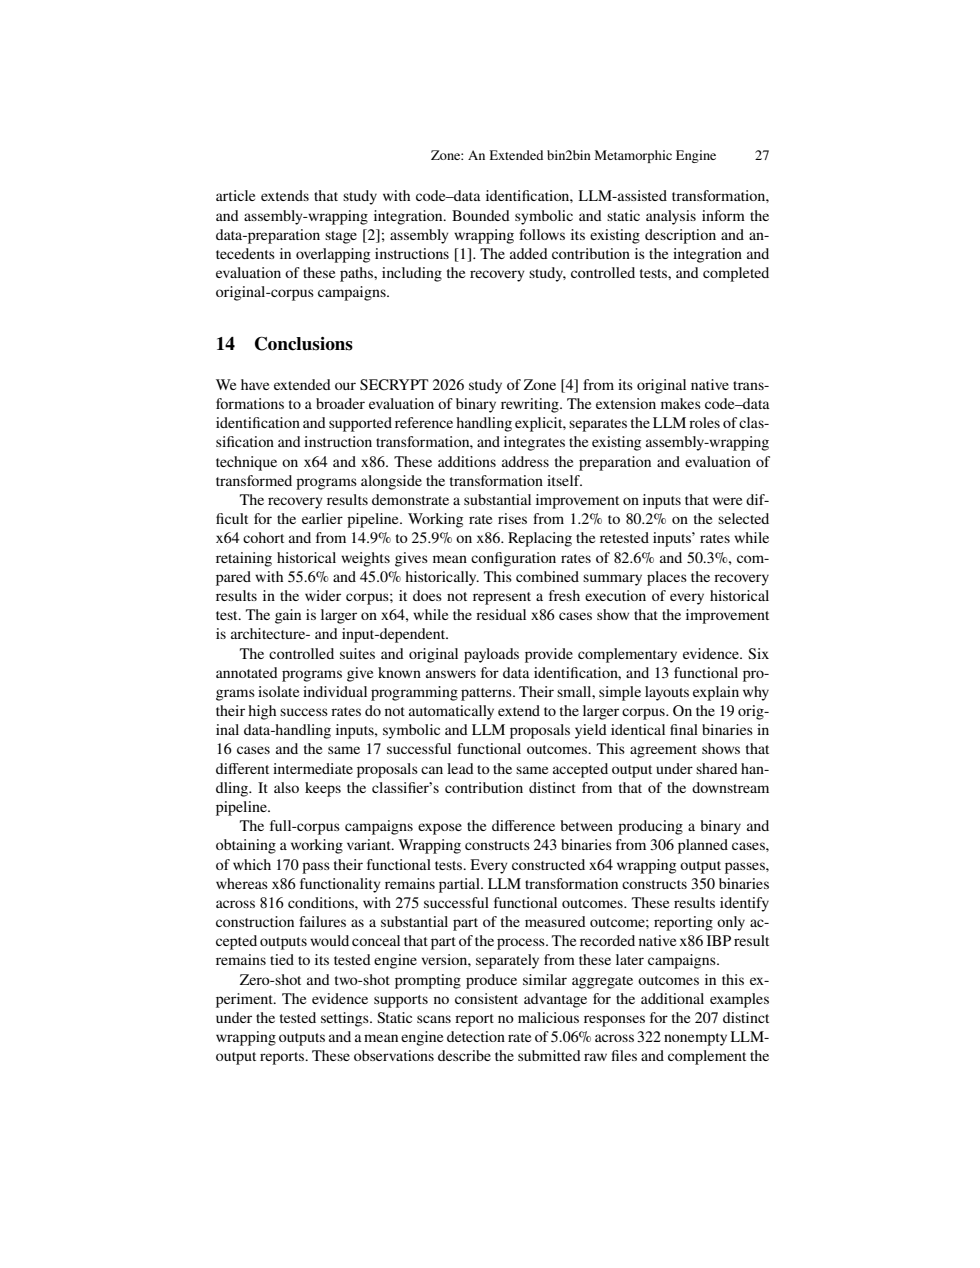 Zone: An Extended bin2bin Metamorphic Engine 27
article extends that study with code–data identification, LLM-assisted transformation,
and assembly-wrapping integration. Bounded symbolic and static analysis inform the
data-preparation stage [2]; assembly wrapping follows its existing description and an-
tecedents in overlapping instructions [1]. The added contribution is the integration and
evaluation of these paths, including the recovery study, controlled tests, and completed
original-corpus campaigns.
14 Conclusions
We have extended our SECRYPT 2026 study of Zone [4] from its original native trans-
formations to a broader evaluation of binary rewriting. The extension makes code–data
identification and supported reference handling explicit, separates the LLM roles of clas-
sification and instruction transformation, and integrates the existing assembly-wrapping
technique on x64 and x86. These additions address the preparation and evaluation of
transformed programs alongside the transformation itself.
The recovery results demonstrate a substantial improvement on inputs that were dif-
ficult for the earlier pipeline. Working rate rises from 1.2% to 80.2% on the selected
x64 cohort and from 14.9% to 25.9% on x86. Replacing the retested inputs’ rates while
retaining historical weights gives mean configuration rates of 82.6% and 50.3%, com-
pared with 55.6% and 45.0% historically. This combined summary places the recovery
results in the wider corpus; it does not represent a fresh execution of every historical
test. The gain is larger on x64, while the residual x86 cases show that the improvement
is architecture- and input-dependent.
The controlled suites and original payloads provide complementary evidence. Six
annotated programs give known answers for data identification, and 13 functional pro-
grams isolate individual programming patterns. Their small, simple layouts explain why
their high success rates do not automatically extend to the larger corpus. On the 19 orig-
inal data-handling inputs, symbolic and LLM proposals yield identical final binaries in
16 cases and the same 17 successful functional outcomes. This agreement shows that
different intermediate proposals can lead to the same accepted output under shared han-
dling. It also keeps the classifier’s contribution distinct from that of the downstream
pipeline.
The full-corpus campaigns expose the difference between producing a binary and
obtaining a working variant. Wrapping constructs 243 binaries from 306 planned cases,
of which 170 pass their functional tests. Every constructed x64 wrapping output passes,
whereas x86 functionality remains partial. LLM transformation constructs 350 binaries
across 816 conditions, with 275 successful functional outcomes. These results identify
construction failures as a substantial part of the measured outcome; reporting only ac-
cepted outputs would conceal that part of the process. The recorded native x86 IBP result
remains tied to its tested engine version, separately from these later campaigns.
Zero-shot and two-shot prompting produce similar aggregate outcomes in this ex-
periment. The evidence supports no consistent advantage for the additional examples
under the tested settings. Static scans report no malicious responses for the 207 distinct
wrapping outputs and a mean engine detection rate of 5.06% across 322 nonempty LLM-
output reports. These observations describe the submitted raw files and complement the